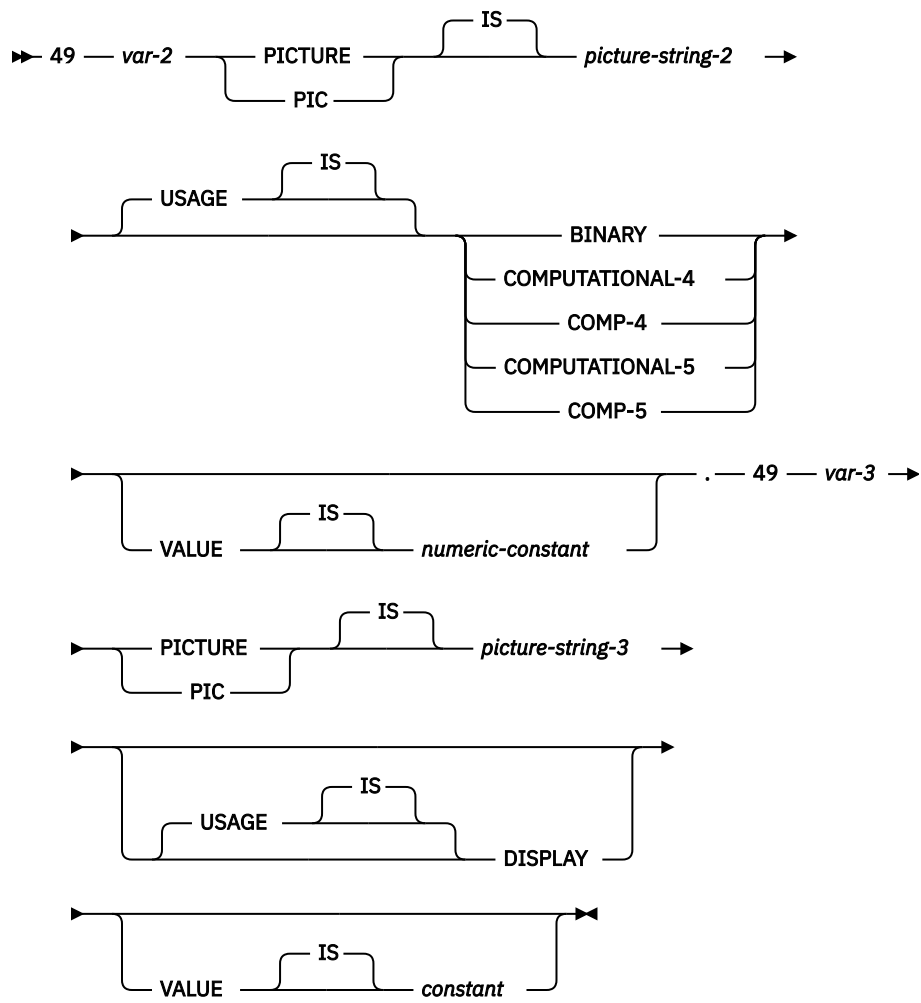 IS
49 var-2 PICTURE picture-string-2
PIC
IS
USAGE
BINARY
COMPUTATIONAL-4
COMP-4
COMPUTATIONAL-5
COMP-5
. 49 var-3
IS
VALUE numeric-constant
IS
PICTURE picture-string-3
PIC
IS
USAGE
DISPLAY
IS
VALUE constant